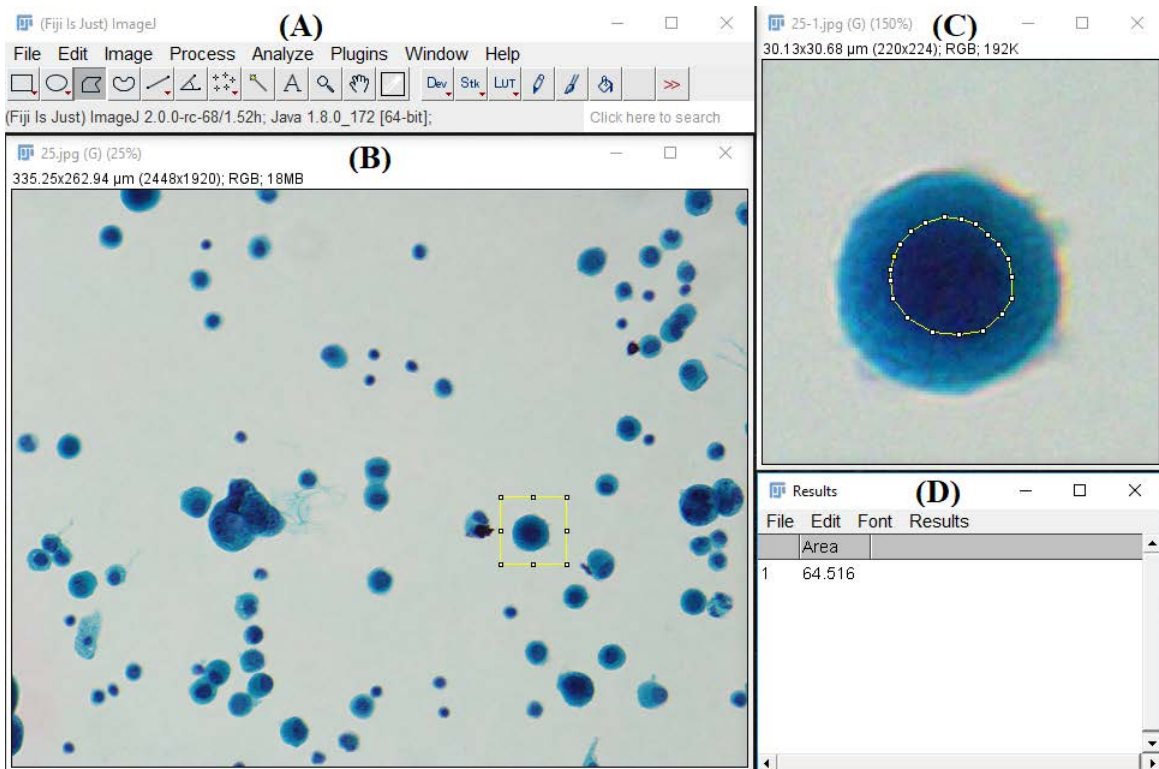 (Fiji Is Just) ImageJ
(A)
File Edit Image Process Analyze Plugins Window Help
A Dev Stk LUT >>
(Fiji Is Just) ImageJ 2.0.0-rc-68/1.52h; Java 1.8.0_172 [64-bit];
Click here to search
25.jpg (G) (25%)
(B)
335.25x262.94 µm (2448x1920); RGB; 18MB
25-1.jpg (G) (150%)
(C)
30.13x30.68 µm (220x224); RGB; 192K
Results
(D)
File Edit Font Results
Area
1 64.516